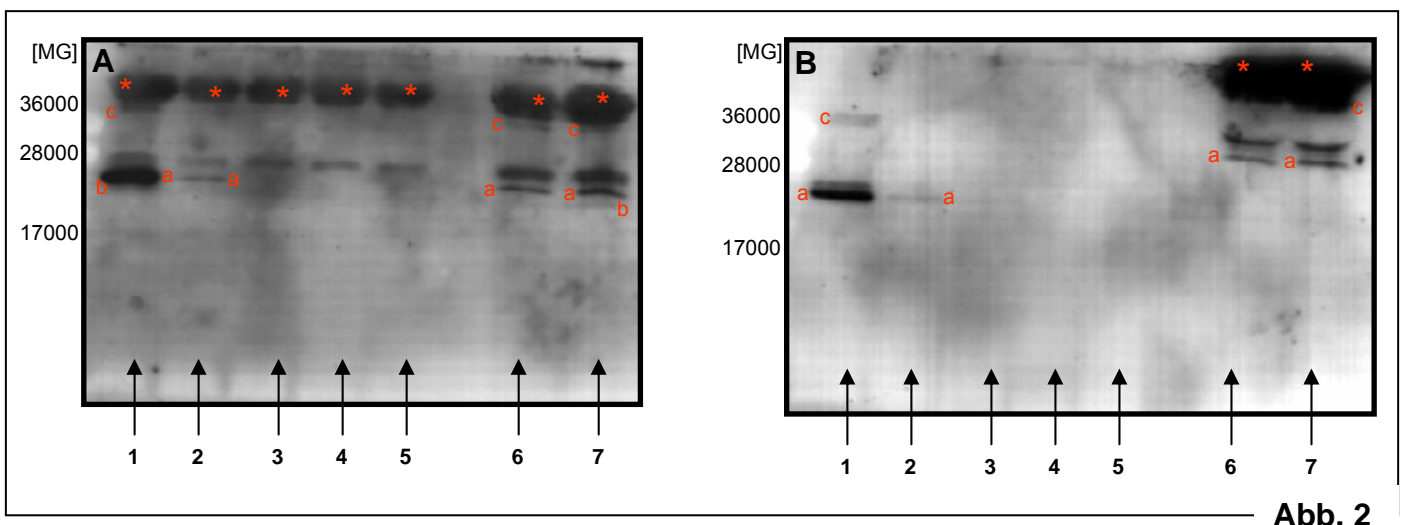 [MG] A * * * * * * *
36000 c c c
28000 b a a a a b
17000
1 2 3 4 5 6 7
[MG] B * *
36000 c c
28000 a a a a
17000
1 2 3 4 5 6 7
Abb. 2